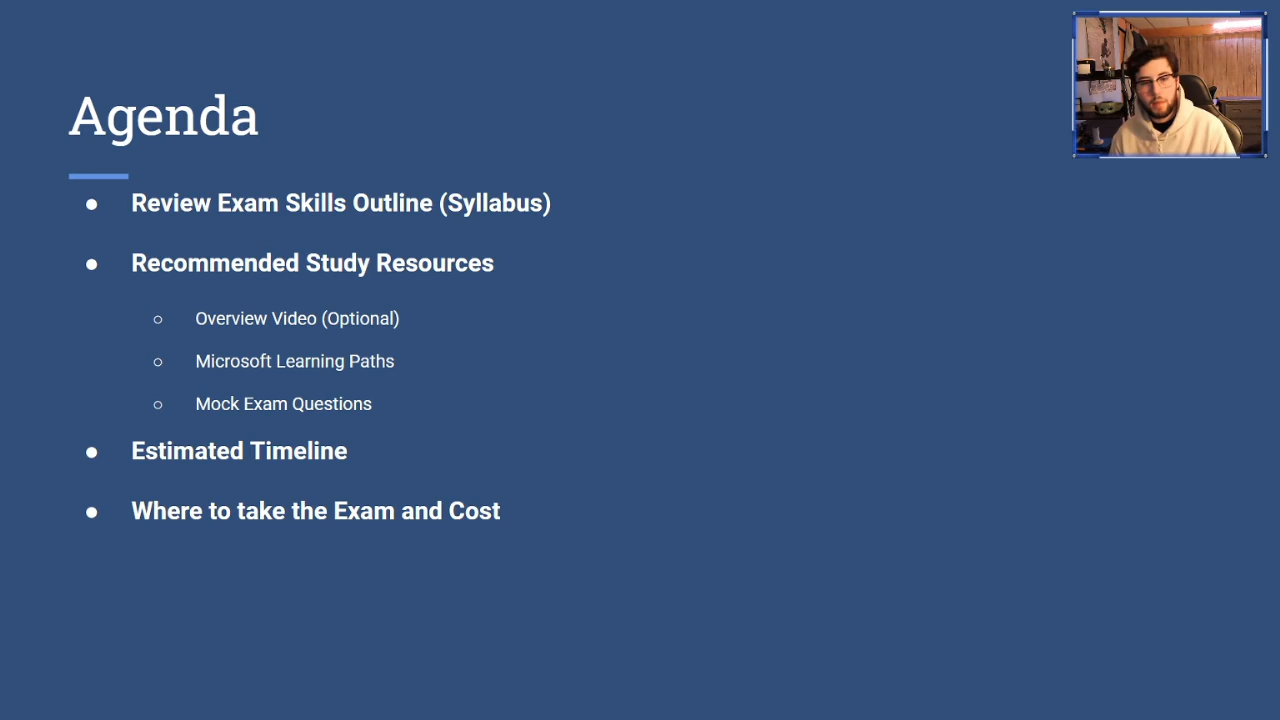 Agenda
● Review Exam Skills Outline (Syllabus)
● Recommended Study Resources
○ Overview Video (Optional)
○ Microsoft Learning Paths
○ Mock Exam Questions
● Estimated Timeline
● Where to take the Exam and Cost